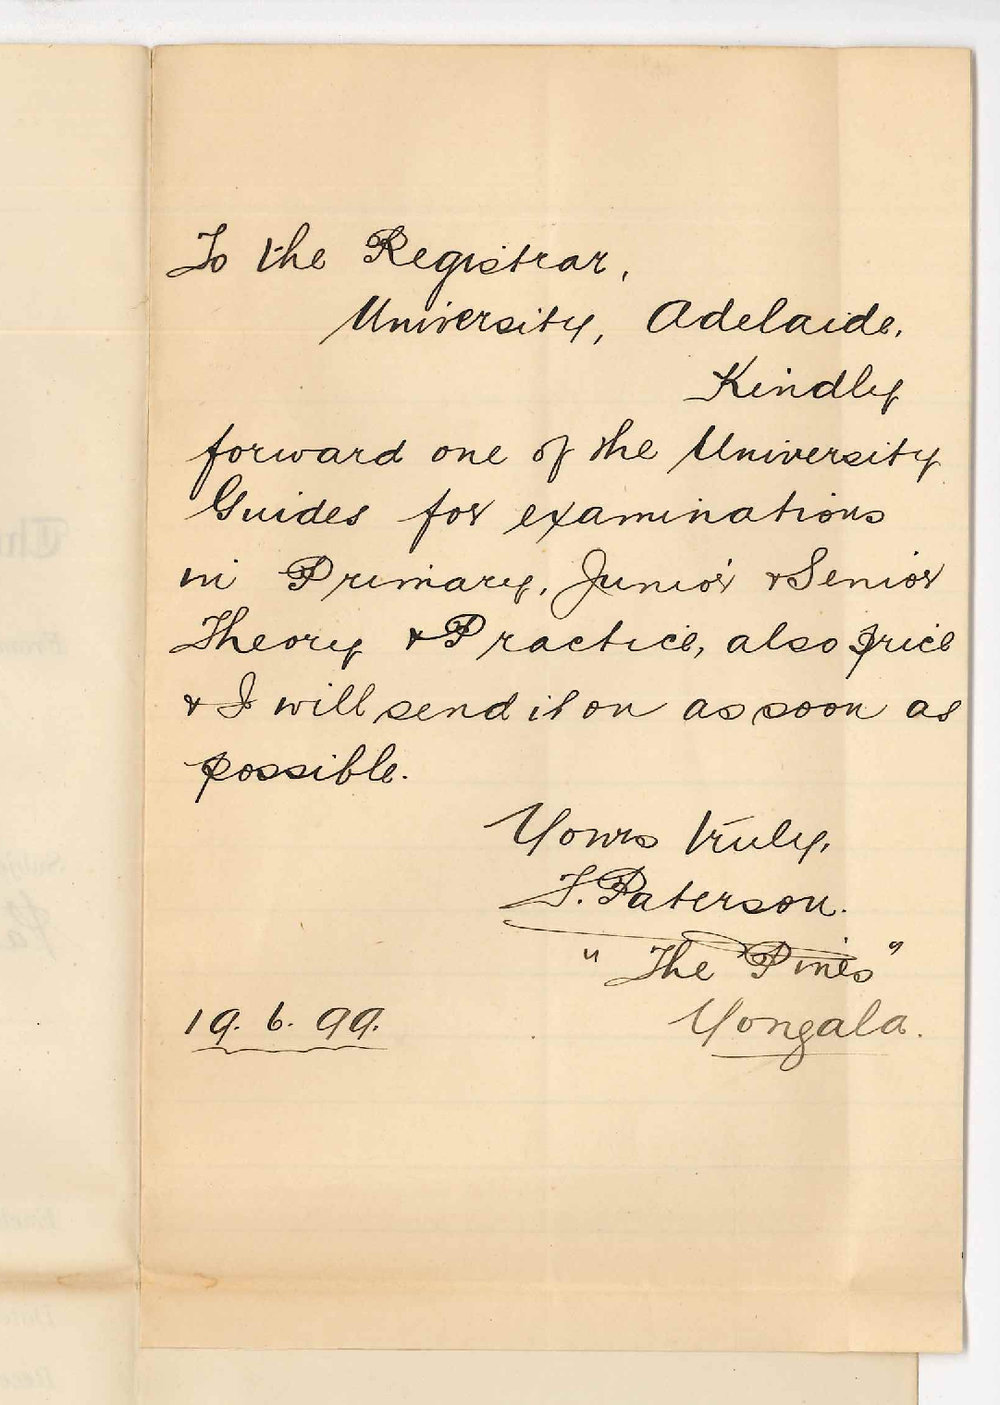 To the Registrar,
University, Adelaide,
Kindly
forward one of the University
Guides for examinations
in Primary, Junior & Senior
Theory & Practice, also price
& I will send it on as soon as
possible.
Yours truly,
Paterson.
"The Pines"
19. 6. 99.
Yongala.